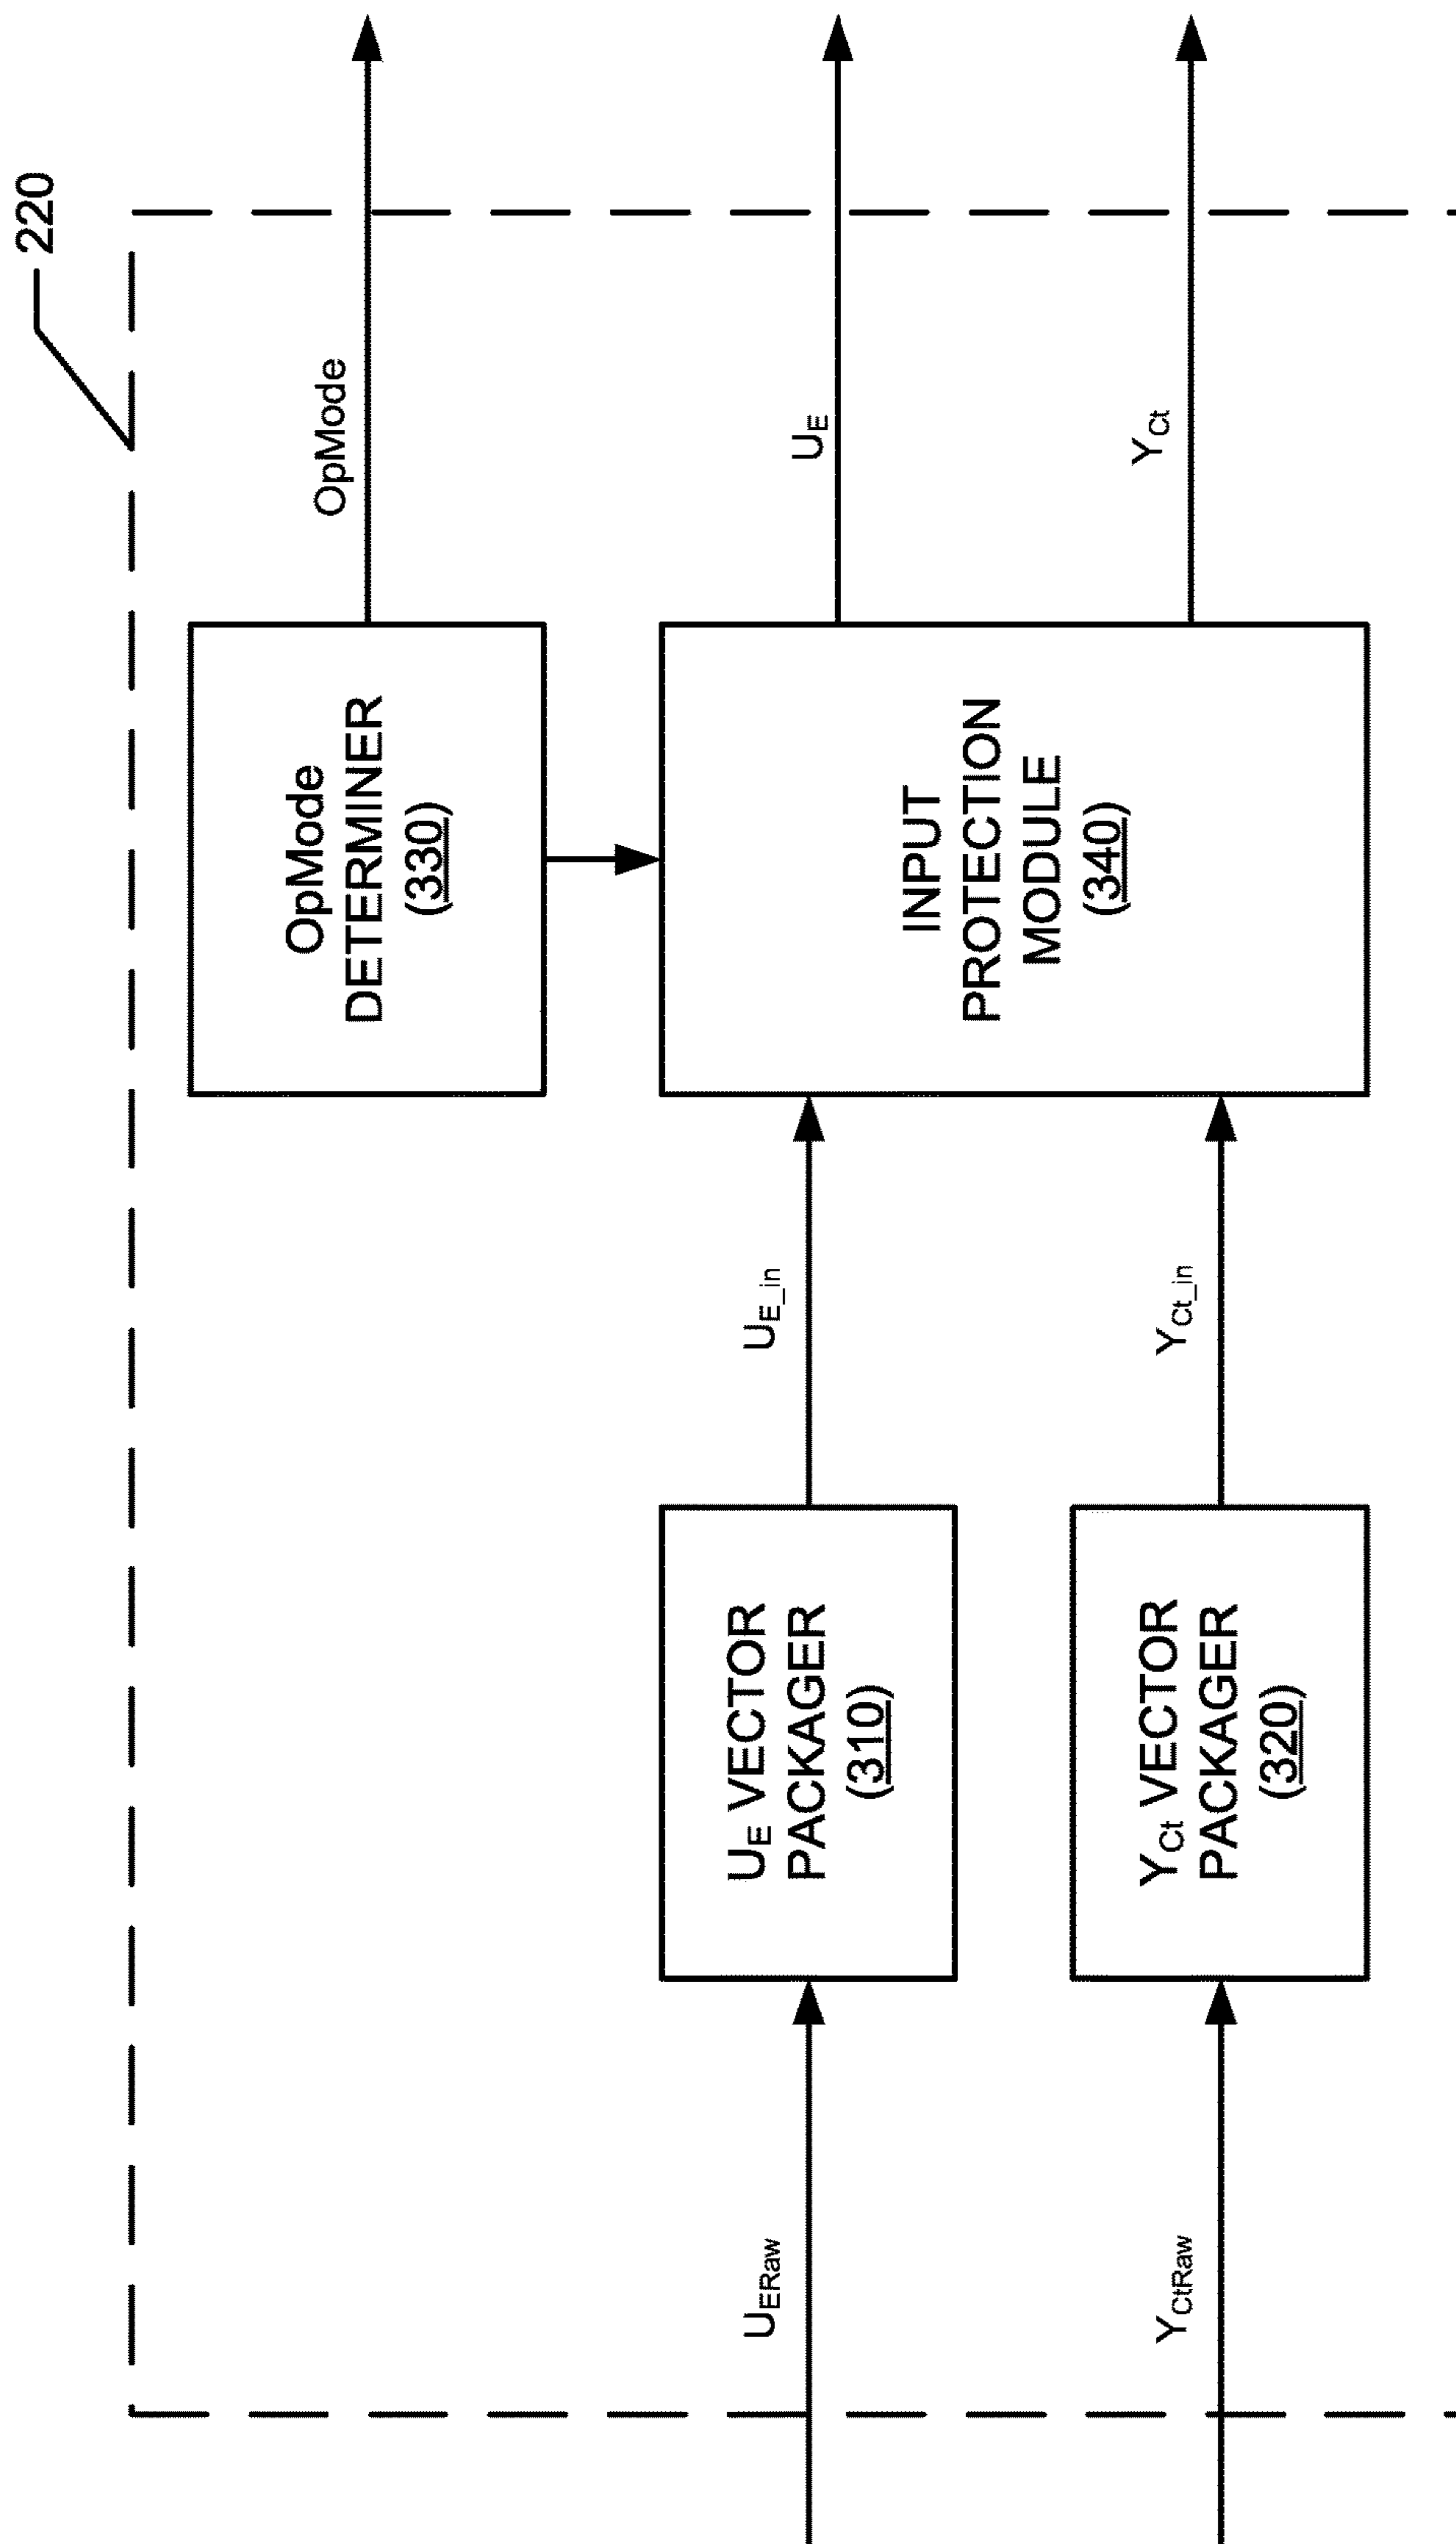 220
OpMode
DETERMINER
(330)
OpMode
U_ERaw
U_E VECTOR
PACKAGER
(310)
U_E_in
INPUT
PROTECTION
MODULE
(340)
U_E
Y_CtRaw
Y_Ct VECTOR
PACKAGER
(320)
Y_Ct_in
Y_Ct